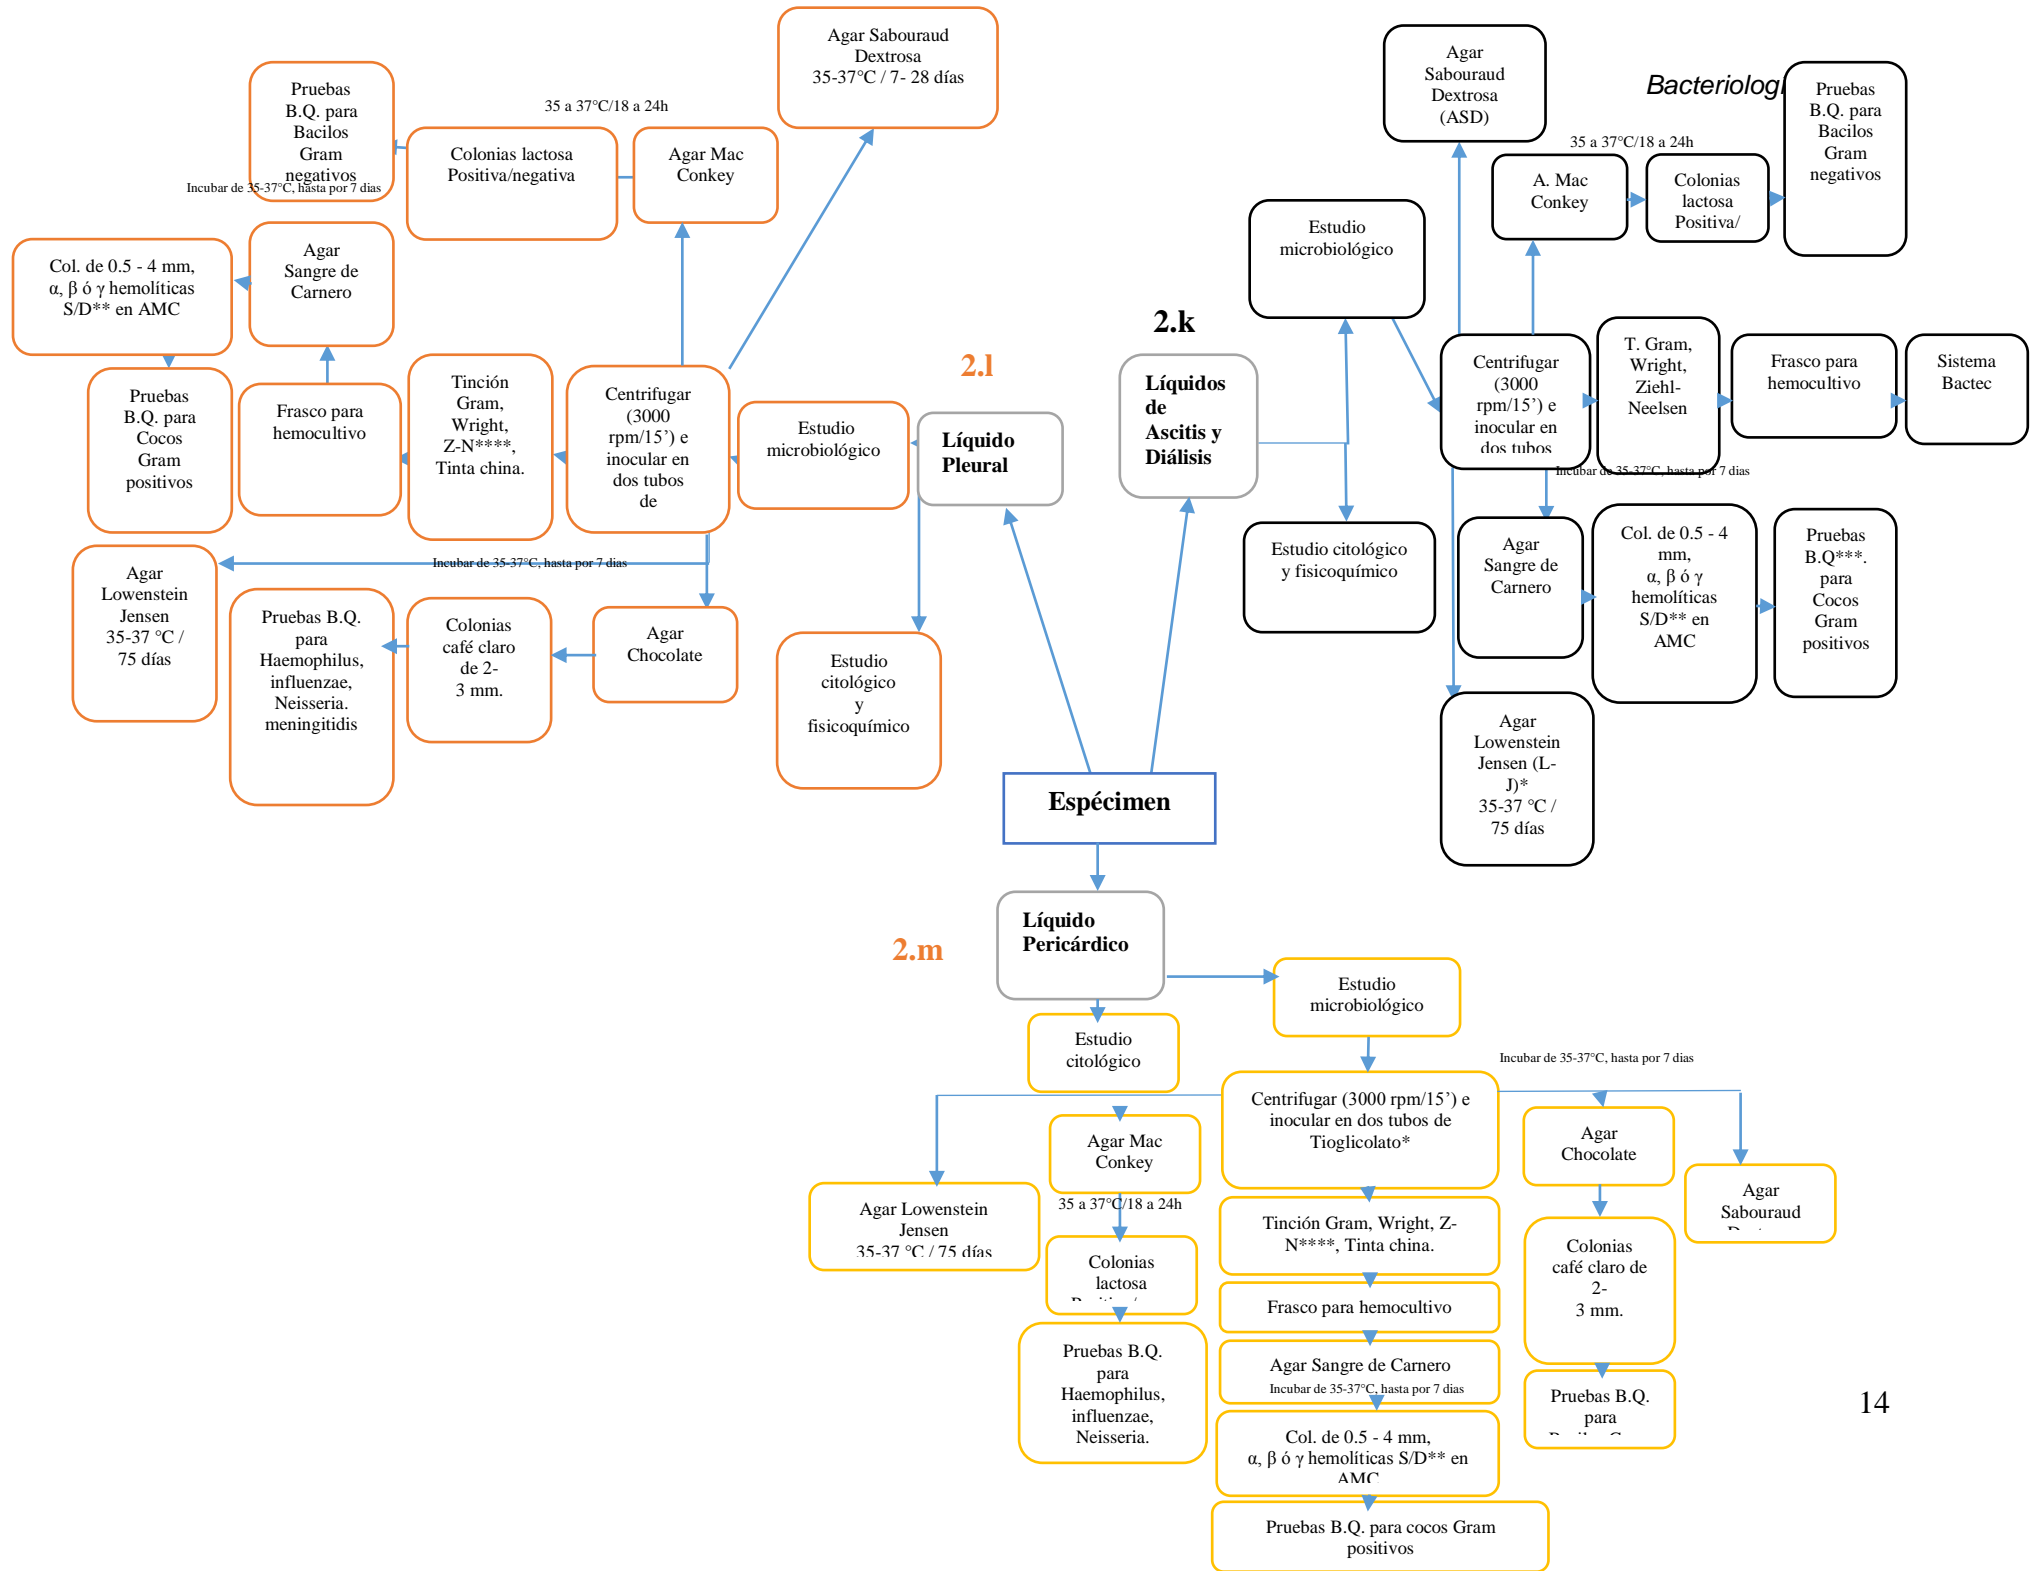 Bacteriolog
Agar Sabouraud
Dextrosa
35-37°C / 7- 28 días
Pruebas
B.Q. para
Bacilos
Gram
negativos
35 a 37°C/18 a 24h
Colonias lactosa
Positiva/negativa
Agar Mac
Conkey
Incubar de 35-37°C, hasta por 7 dias
Agar
Sangre de
Carnero
Col. de 0.5 - 4 mm,
α, β ó γ hemolíticas
S/D** en AMC
Pruebas
B.Q. para
Cocos
Gram
positivos
Frasco para
hemocultivo
Tinción
Gram,
Wright,
Z-N****,
Tinta china.
Centrifugar
(3000
rpm/15’) e
inocular en
dos tubos
de
Estudio
microbiológico
2.l
Líquido
Pleural
Incubar de 35-37°C, hasta por 7 dias
Agar
Lowenstein
Jensen
35-37 °C /
75 días
Pruebas B.Q.
para
Haemophilus,
influenzae,
Neisseria.
meningitidis
Colonias
café claro
de 2-
3 mm.
Agar
Chocolate
Estudio
citológico
y
fisicoquímico
Agar
Sabouraud
Dextrosa
(ASD)
35 a 37°C/18 a 24h
A. Mac
Conkey
Colonias
lactosa
Positiva/
Pruebas
B.Q. para
Bacilos
Gram
negativos
Estudio
microbiológico
2.k
Líquidos
de
Ascitis y
Diálisis
Centrifugar
(3000
rpm/15’) e
inocular en
dos tubos
T. Gram,
Wright,
Ziehl-
Neelsen
Frasco para
hemocultivo
Sistema
Bactec
Incubar de 35-37°C, hasta por 7 dias
Estudio citológico
y fisicoquímico
Agar
Sangre de
Carnero
Col. de 0.5 - 4
mm,
α, β ó γ
hemolíticas
S/D** en
AMC
Pruebas
B.Q***.
para
Cocos
Gram
positivos
Agar
Lowenstein
Jensen (L-
J)*
35-37 °C /
75 días
Espécimen
Líquido
Pericárdico
2.m
Estudio
microbiológico
Estudio
citológico
Incubar de 35-37°C, hasta por 7 dias
Centrifugar (3000 rpm/15’) e
inocular en dos tubos de
Tioglicolato*
Agar Mac
Conkey
35 a 37°C/18 a 24h
Agar Lowenstein
Jensen
35-37 °C / 75 días
Colonias
lactosa
Pruebas B.Q.
para
Haemophilus,
influenzae,
Neisseria.
Tinción Gram, Wright, Z-
N****, Tinta china.
Frasco para hemocultivo
Agar Sangre de Carnero
Incubar de 35-37°C, hasta por 7 dias
Col. de 0.5 - 4 mm,
α, β ó γ hemolíticas S/D** en
AMC
Pruebas B.Q. para cocos Gram
positivos
Agar
Chocolate
Colonias
café claro de
2-
3 mm.
Pruebas B.Q.
para
Agar
Sabouraud
14